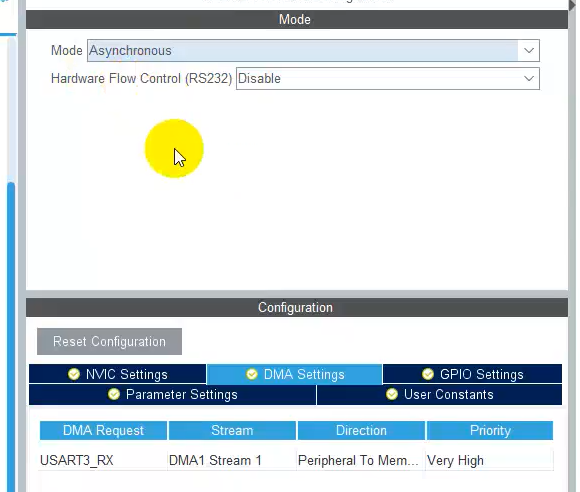 Mode
Mode Asynchronous
Hardware Flow Control (RS232) Disable
Configuration
Reset Configuration
NVIC Settings DMA Settings GPIO Settings
Parameter Settings User Constants
DMA Request Stream Direction Priority
USART3_RX DMA1 Stream 1 Peripheral To Mem... Very High